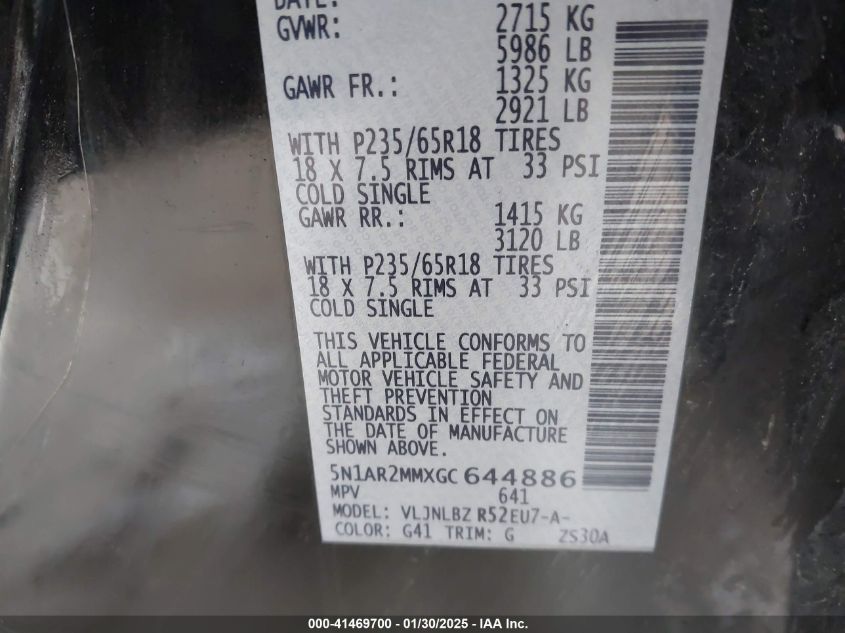 DATE:
GVWR: 2715 KG
5986 LB
GAWR FR.: 1325 KG
2921 LB
WITH P235/65R18 TIRES
18 X 7.5 RIMS AT 33 PSI
COLD SINGLE
GAWR RR.: 1415 KG
3120 LB
WITH P235/65R18 TIRES
18 X 7.5 RIMS AT 33 PSI
COLD SINGLE
THIS VEHICLE CONFORMS TO
ALL APPLICABLE FEDERAL
MOTOR VEHICLE SAFETY AND
THEFT PREVENTION
STANDARDS IN EFFECT ON
THE DATE OF MANUFACTURE
SHOWN ABOVE.
5N1AR2MMXGC 644886
MPV 641
MODEL: VLJNLBZ R52EU7-A-
COLOR: G41 TRIM: G ZS30A
000-41469700 - 01/30/2025 - IAA Inc.